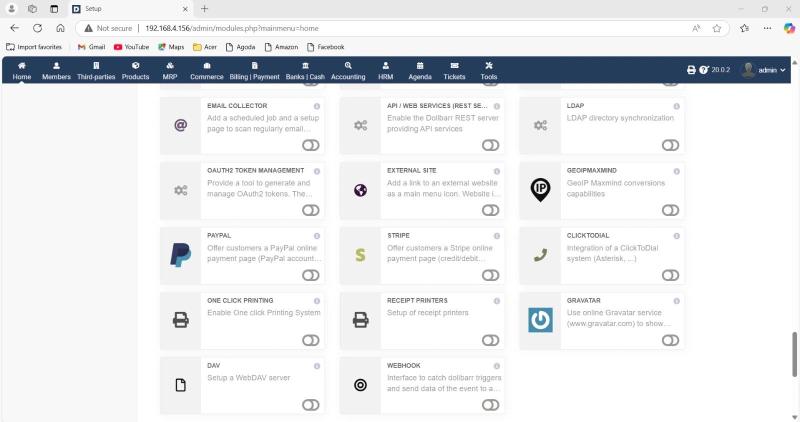 Setup
Not secure 192.168.4.156/admin/modules.php?mainmenu=home
Import favorites Gmail YouTube Maps Acer Agoda Amazon Facebook
Home Members Third-parties Products MRP Commerce Billing | Payment Banks | Cash Accounting HRM Agenda Tickets Tools
20.0.2 admin
EMAIL COLLECTOR
Add a scheduled job and a setup
page to scan regularly email…
API / WEB SERVICES (REST SE…
Enable the Dolibarr REST server
providing API services
LDAP
LDAP directory synchronization
OAUTH2 TOKEN MANAGEMENT
Provide a tool to generate and
manage OAuth2 tokens. The…
EXTERNAL SITE
Add a link to an external website
as a main menu icon. Website i…
IP
GEOIPMAXMIND
GeoIP Maxmind conversions
capabilities
PAYPAL
Offer customers a PayPal online
payment page (PayPal account…
S
STRIPE
Offer customers a Stripe online
payment page (credit/debit…
CLICKTODIAL
Integration of a ClickToDial
system (Asterisk, ...)
ONE CLICK PRINTING
Enable One click Printing System
RECEIPT PRINTERS
Setup of receipt printers
GRAVATAR
Use online Gravatar service
(www.gravatar.com) to show…
DAV
Setup a WebDAV server
WEBHOOK
Interface to catch dolibarr triggers
and send data of the event to a…